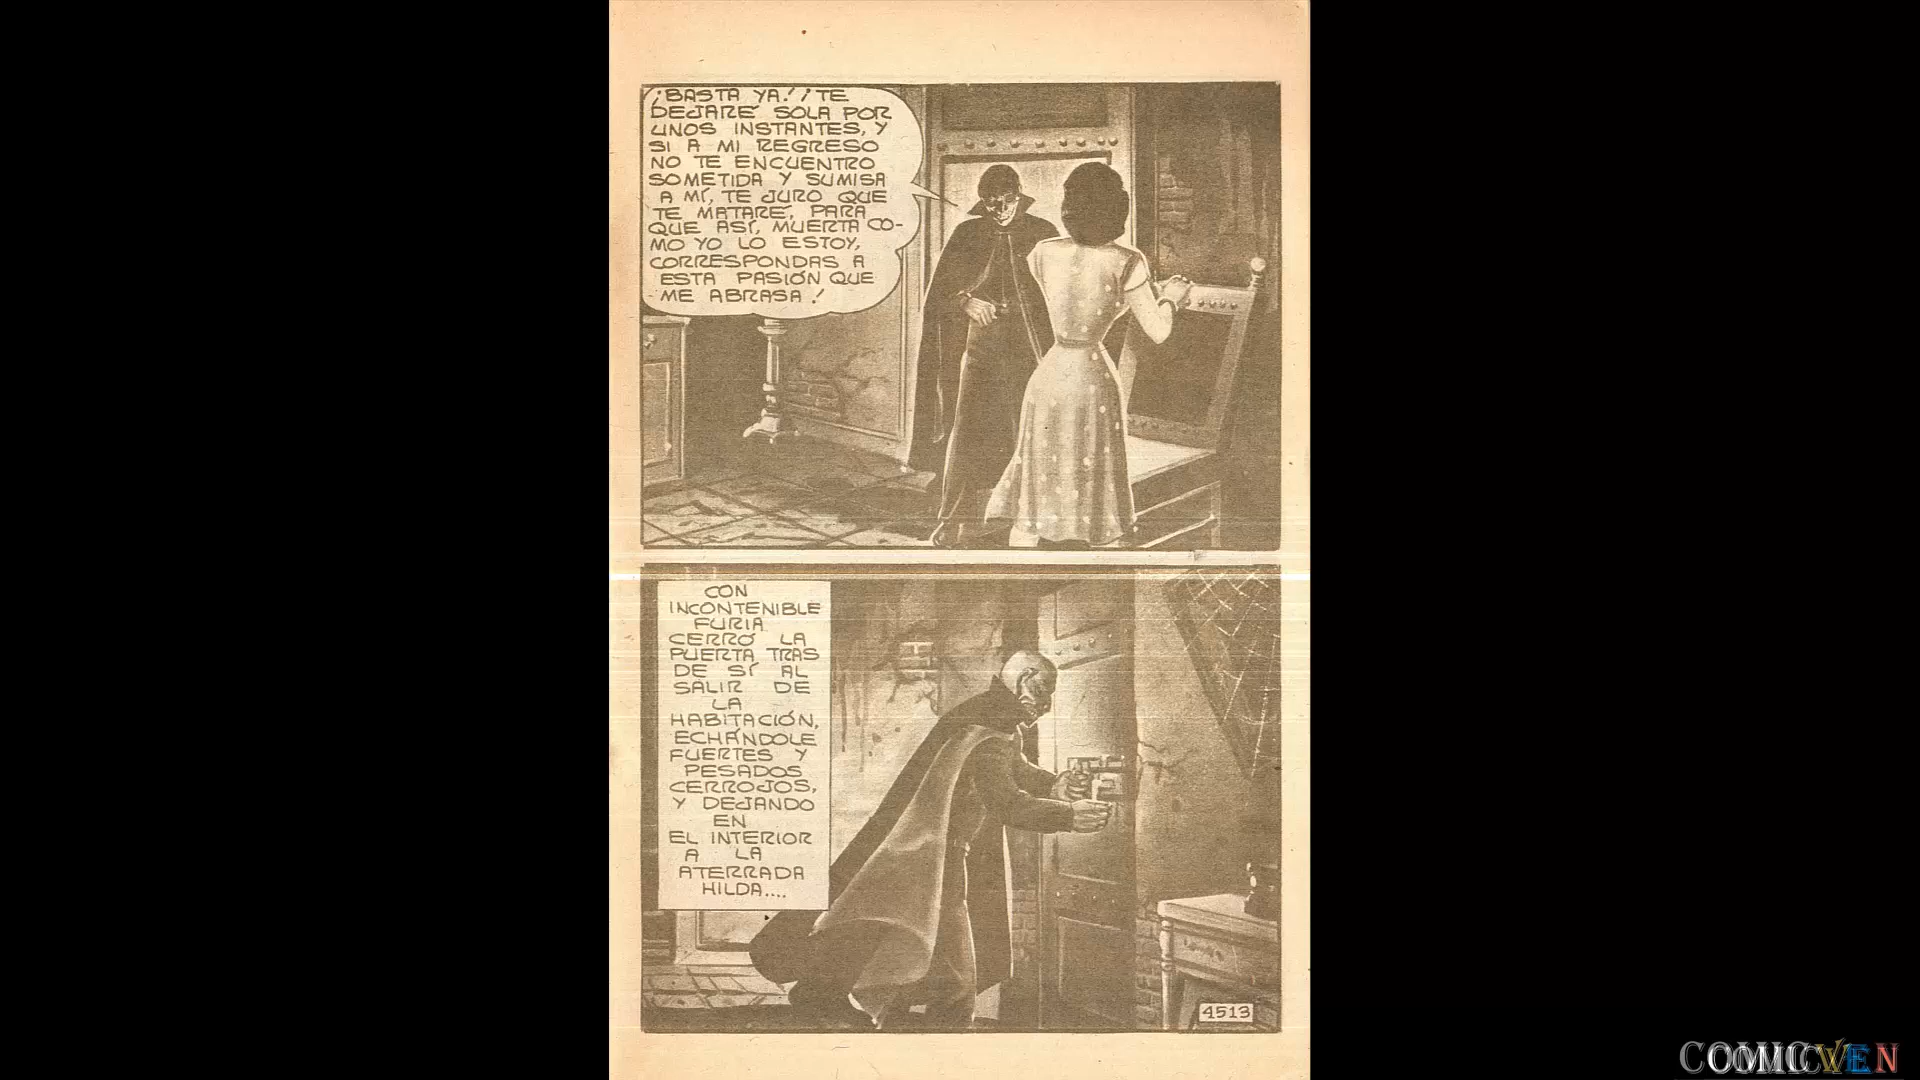 ¡BASTA YA! ¡TE
DEJARÉ SOLA POR
UNOS INSTANTES, Y
SI A MI REGRESO
NO TE ENCUENTRO
SOMETIDA Y SUMISA
A MÍ, TE JURO QUE
TE MATARÉ, PARA
QUE ASÍ, MUERTA CO-
MO YO LO ESTOY,
CORRESPONDAS A
ESTA PASIÓN QUE
ME ABRASA!
CON
INCONTENIBLE
FURIA
CERRÓ LA
PUERTA TRAS
DE SÍ AL
SALIR DE
LA
HABITACIÓN,
ECHÁNDOLE
FUERTES Y
PESADOS
CERROJOS,
Y DEJANDO
EN
EL INTERIOR
A LA
ATERRADA
HILDA....
4513
COMICVEN